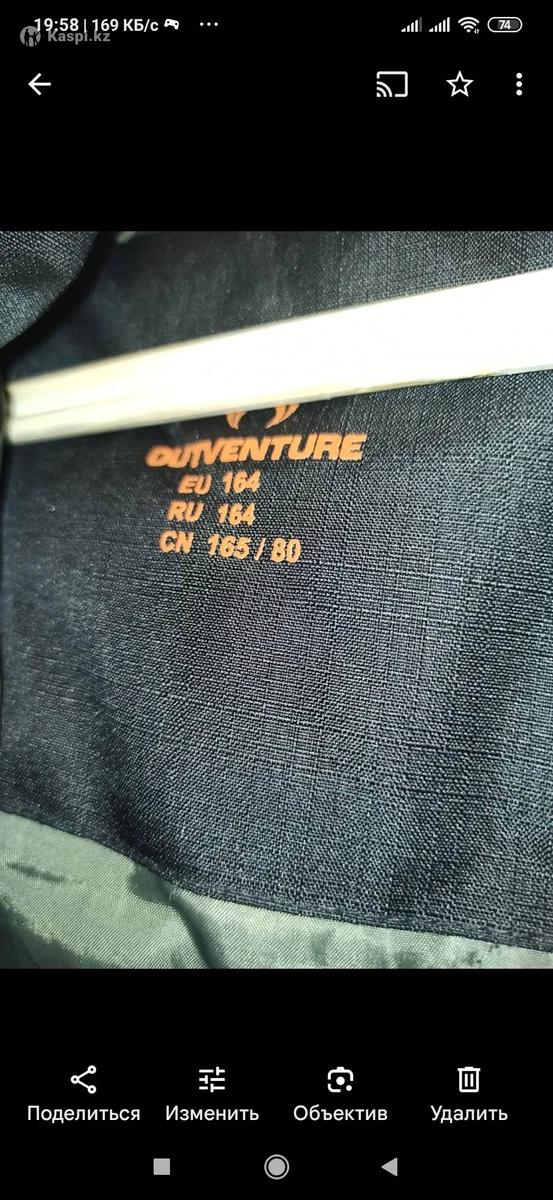 19:58 | 169 КБ/с
74
Kaspi.kz
OUTVENTURE
EU 164
RU 164
CN 165 / 80
Поделиться
Изменить
Объектив
Удалить